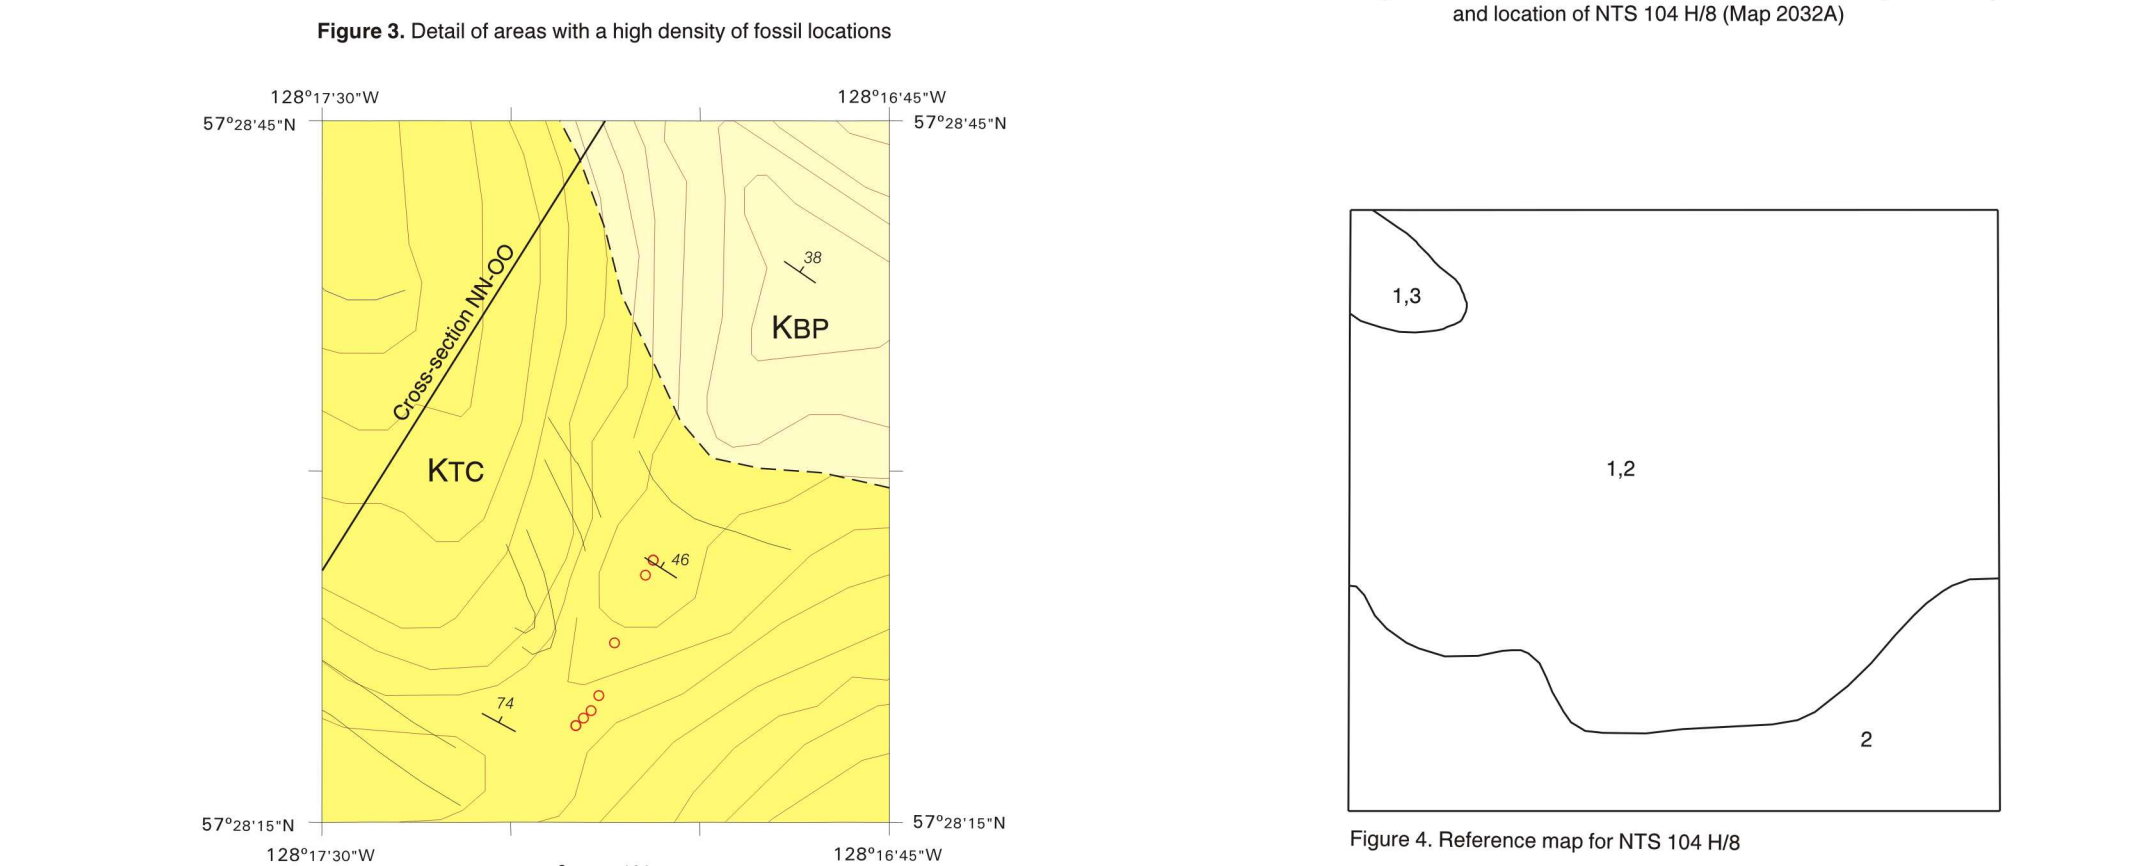 and location of NTS 104 H/8 (Map 2032A)
Figure 3. Detail of areas with a high density of fossil locations
128°17'30"W
128°16'45"W
57°28'45"N
57°28'45"N
38
Cross-section NN-OO
KBP
KTC
46
74
57°28'15"N
57°28'15"N
128°17'30"W
128°16'45"W
1,3
1,2
2
Figure 4. Reference map for NTS 104 H/8